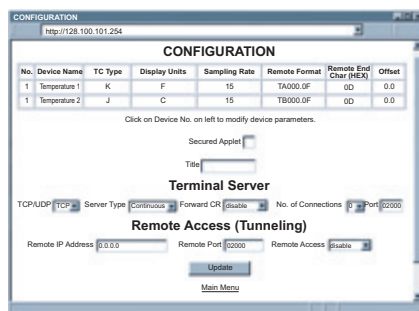 CONFIGURATION
http://128.100.101.254
CONFIGURATION
No. Device Name TC Type Display Units Sampling Rate Remote Format Remote End Char (HEX) Offset
1 Temperature 1 K F 15 TA000.0F 0D 0.0
1 Temperature 2 J C 15 TB000.0F 0D 0.0
Click on Device No. on left to modify device parameters.
Secured Applet
Title
Terminal Server
TCP/UDP TCP Server Type Continuous Forward CR disable No. of Connections 0 Port 02000
Remote Access (Tunneling)
Remote IP Address 0.0.0.0 Remote Port 02000 Remote Access disable
Update
Main Menu